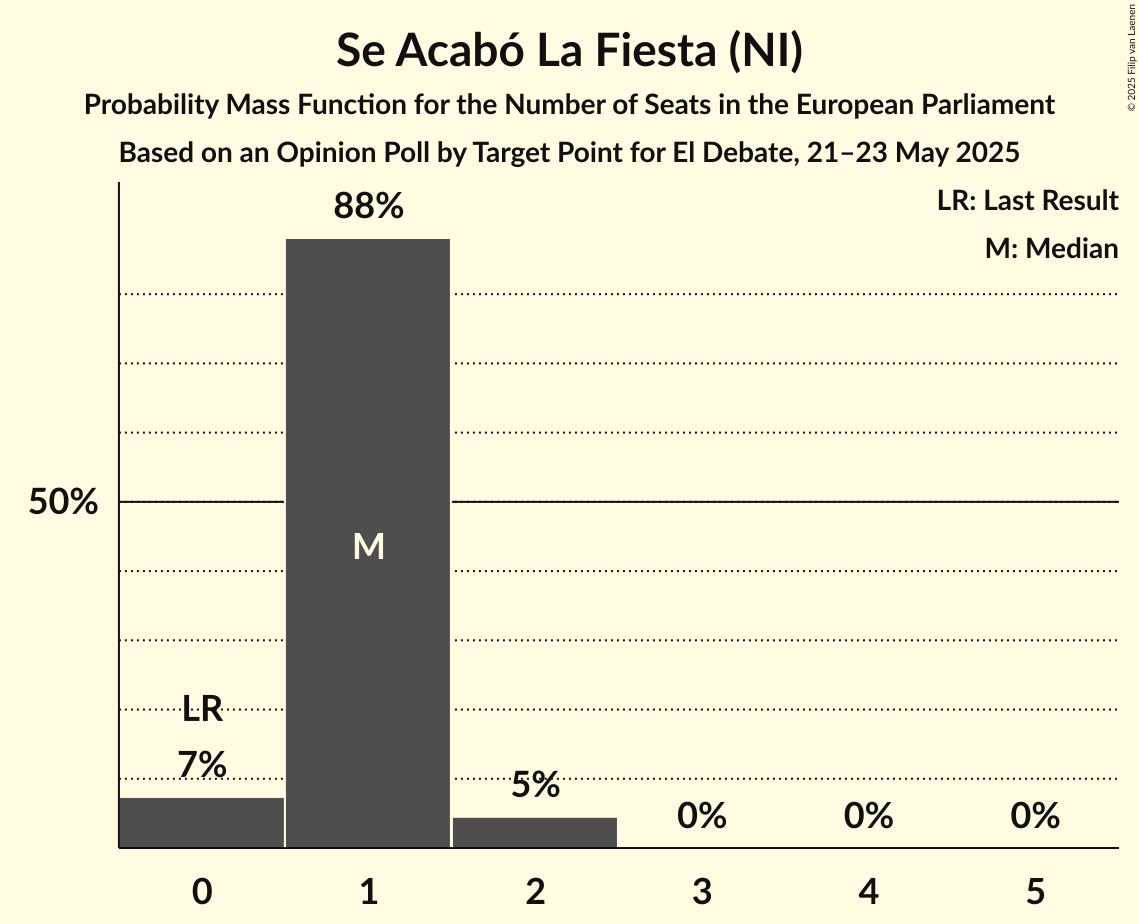 Se Acabó La Fiesta (NI)
Probability Mass Function for the Number of Seats in the European Parliament
Based on an Opinion Poll by Target Point for El Debate, 21–23 May 2025
© 2025 Filip van Laenen
LR: Last Result
M: Median
88%
50%
M
LR
7%
5%
0%
0%
0%
0 1 2 3 4 5